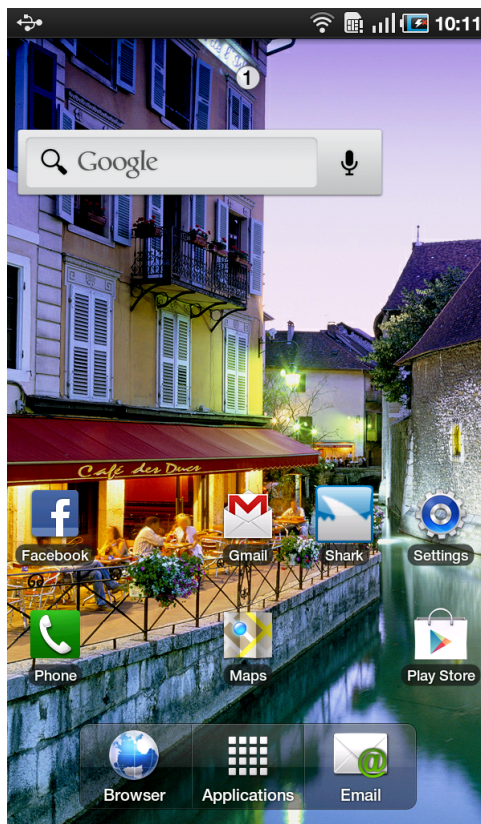 10:11
1
Google
Café des Ducs
Facebook
Gmail
Shark
Settings
Phone
Maps
Play Store
Browser
Applications
Email